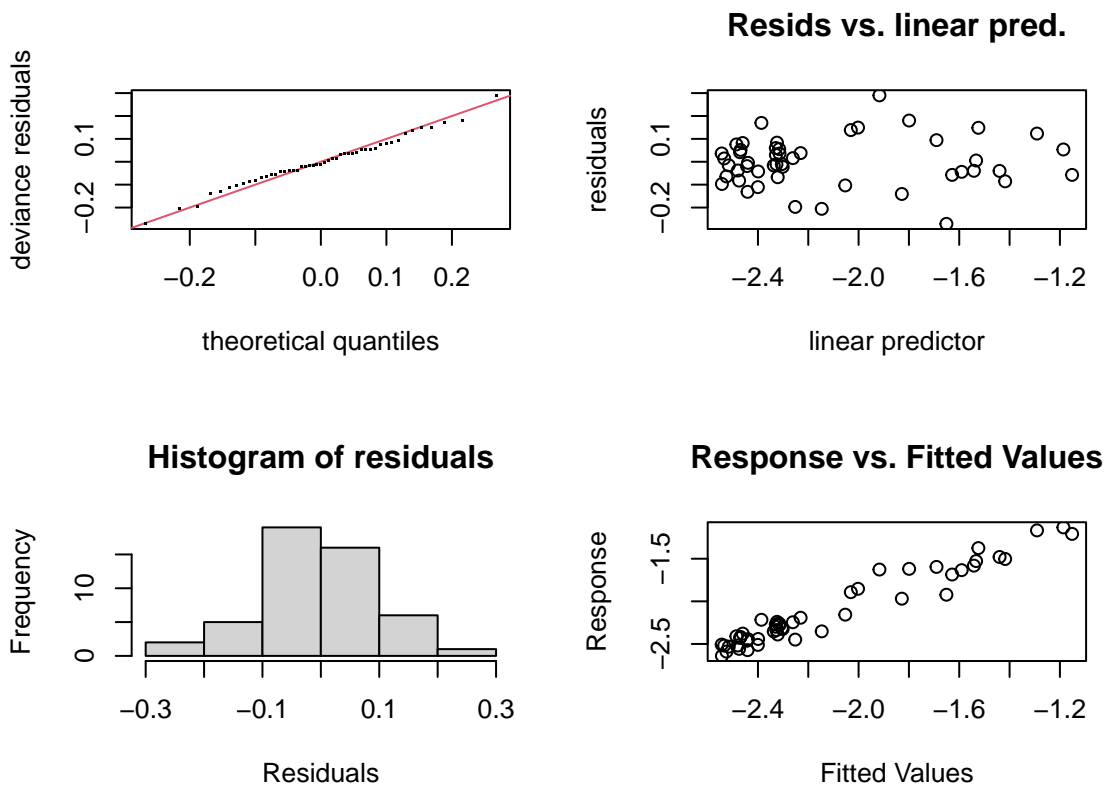 deviance residuals
−0.2 0.1
−0.2 0.0 0.1 0.2
theoretical quantiles
Resids vs. linear pred.
residuals
−0.2 0.1
−2.4 −2.0 −1.6 −1.2
linear predictor
Histogram of residuals
Frequency
0 10
−0.3 −0.1 0.1 0.3
Residuals
Response vs. Fitted Values
Response
−2.5 −1.5
−2.4 −2.0 −1.6 −1.2
Fitted Values